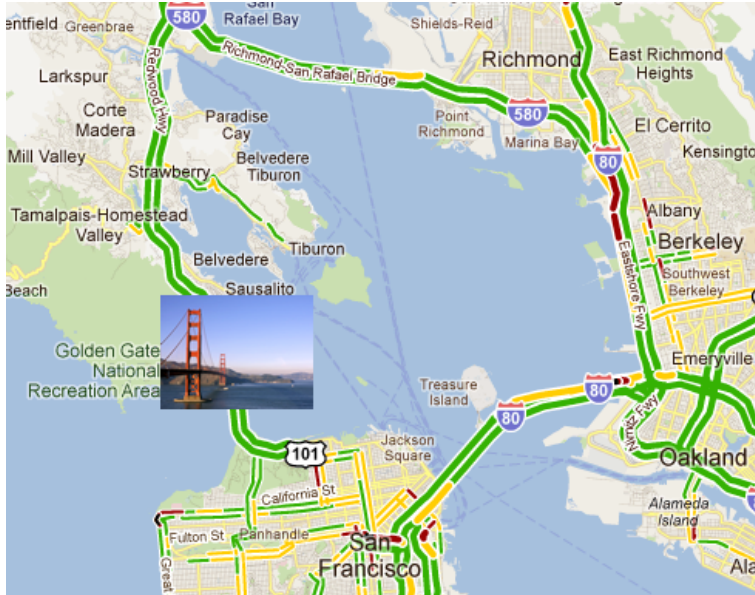 San
Rafael Bay
entfield
Greenbrae
580
Shields-Reid
Richmond
Larkspur
Redwood Hwy
Richmond-San Rafael Bridge
East Richmond
Heights
Corte
Madera
Paradise
Cay
Point
Richmond
580
Marina Bay
El Cerrito
Mill Valley
Strawberry
Belvedere
Tiburon
80
Kensington
Tamalpais-Homestead
Valley
Albany
Berkeley
Belvedere
Tiburon
Eastshore Fwy
Southwest
Berkeley
Beach
Sausalito
Golden Gate
National
Recreation Area
Treasure
Island
80
Emeryville
80
Nimitz Fwy
101
Jackson
Square
Oakland
California St
Alameda
Island
Fulton St
Panhandle
San
Francisco
Great
Ala